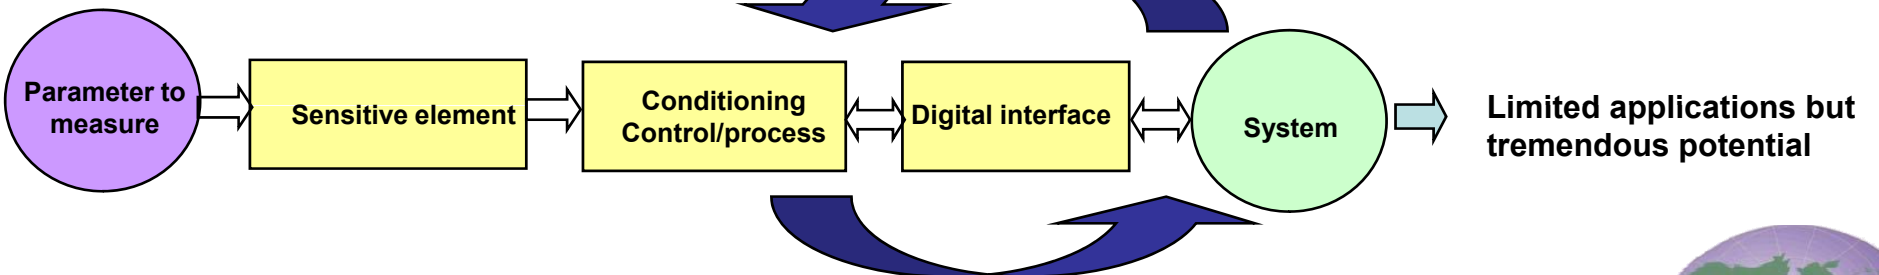 Parameter to
measure
Sensitive element
Conditioning
Control/process
Digital interface
System
Limited applications but
tremendous potential